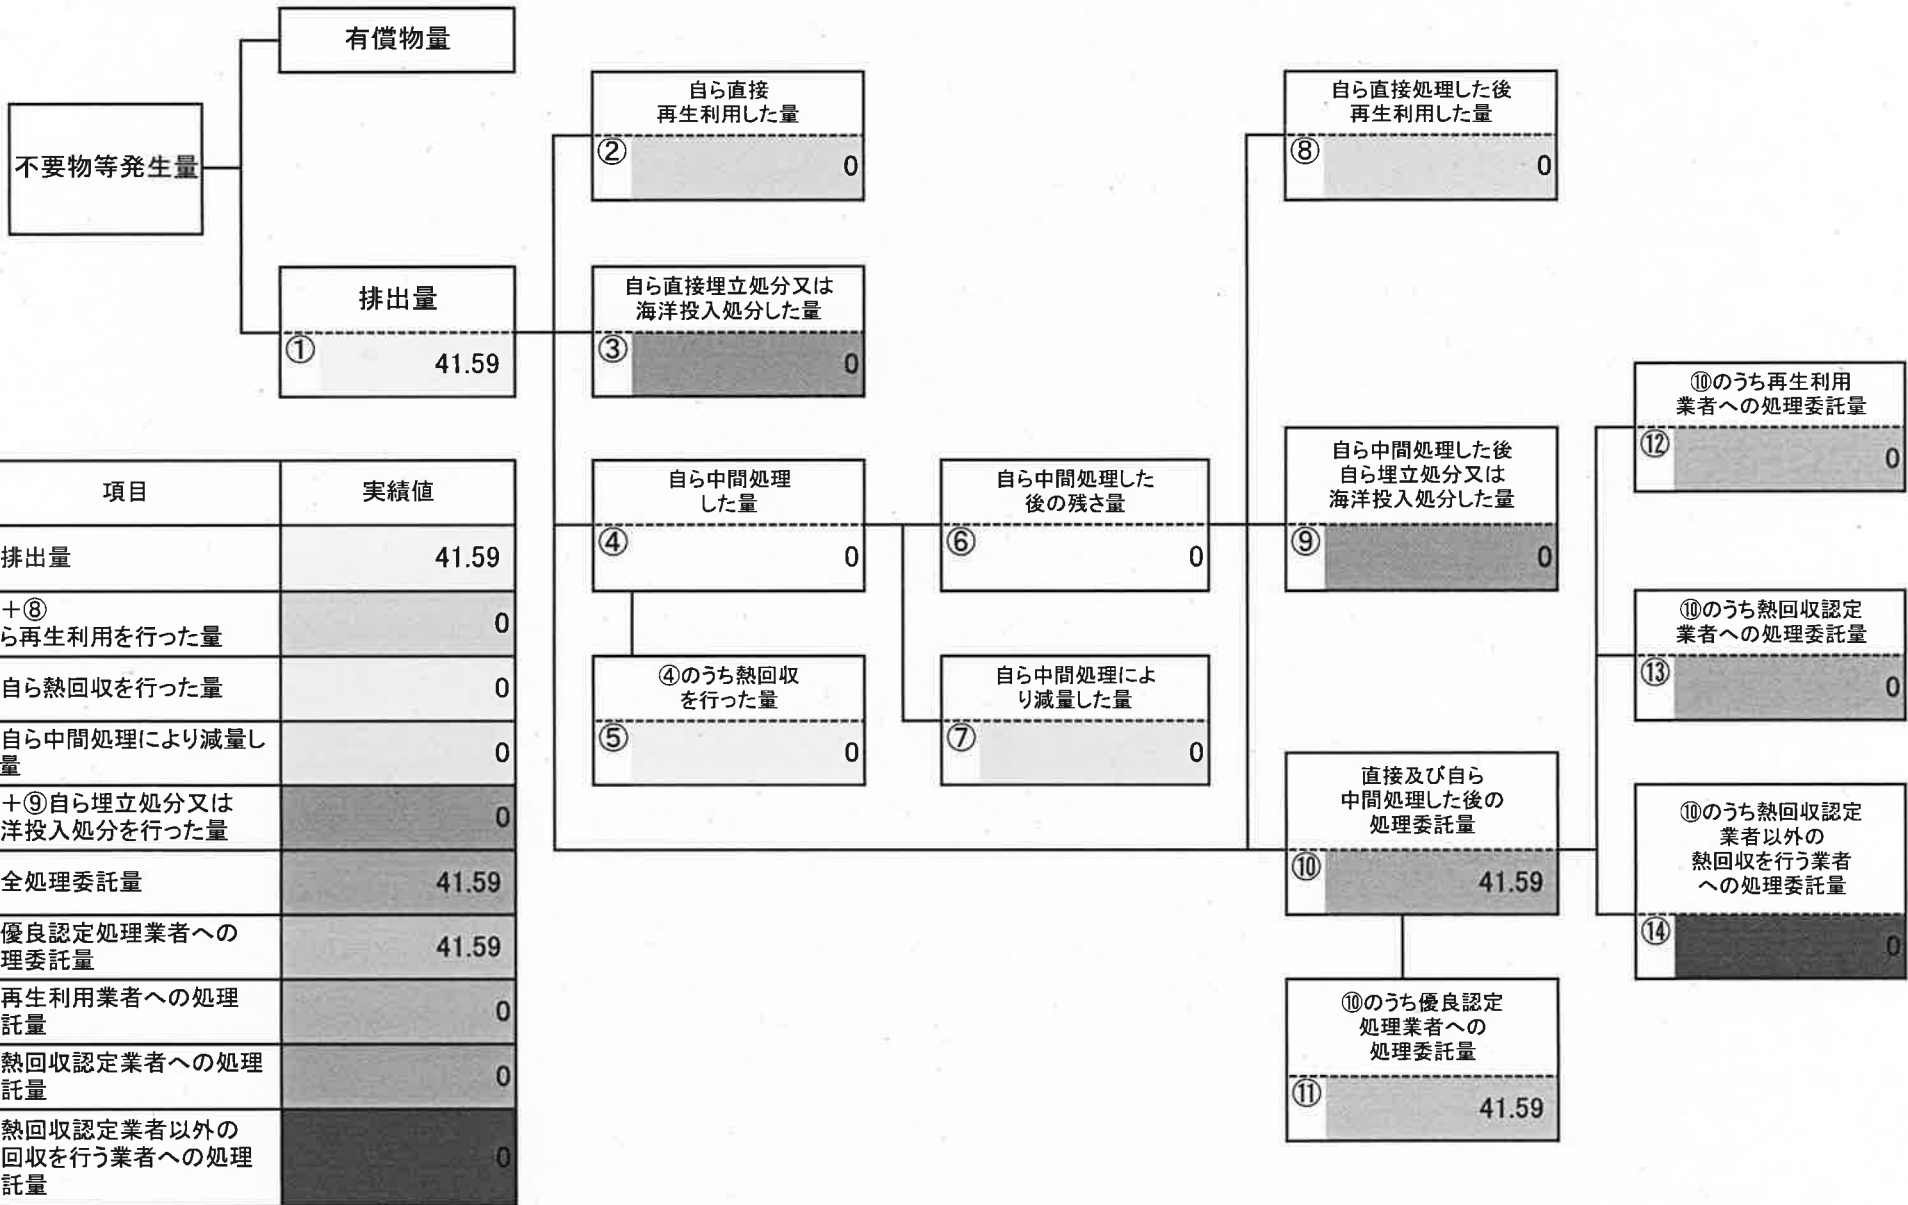 有償物量
不要物等発生量
排出量
①
41.59
自ら直接
再生利用した量
②
0
自ら直接埋立処分又は
海洋投入処分した量
③
0
自ら中間処理
した量
④
0
④のうち熱回収
を行った量
⑤
0
自ら中間処理した
後の残さ量
⑥
0
自ら中間処理によ
り減量した量
⑦
0
自ら直接処理した後
再生利用した量
⑧
0
自ら中間処理した後
自ら埋立処分又は
海洋投入処分した量
⑨
0
直接及び自ら
中間処理した後の
処理委託量
⑩
41.59
⑩のうち優良認定
処理業者への
処理委託量
⑪
41.59
⑩のうち再生利用
業者への処理委託量
⑫
0
⑩のうち熱回収認定
業者への処理委託量
⑬
0
⑩のうち熱回収認定
業者以外の
熱回収を行う業者
への処理委託量
⑭
0
項目 実績値
排出量 41.59
+⑧
ら再生利用を行った量 0
自ら熱回収を行った量 0
自ら中間処理により減量し
量 0
+⑨自ら埋立処分又は
洋投入処分を行った量 0
全処理委託量 41.59
優良認定処理業者への
理委託量 41.59
再生利用業者への処理
託量 0
熱回収認定業者への処理
託量 0
熱回収認定業者以外の
回収を行う業者への処理
託量 0